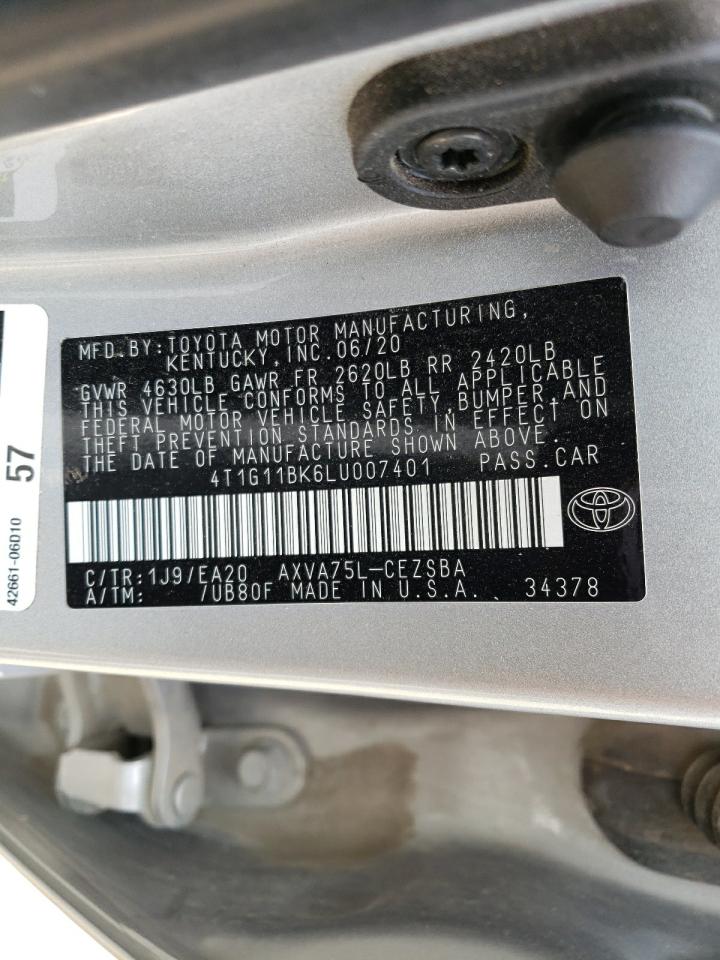 MFD.BY:TOYOTA MOTOR MANUFACTURING,
KENTUCKY,INC.06/20
GVWR 4630LB GAWR FR 2620LB RR 2420LB
THIS VEHICLE CONFORMS TO ALL APPLICABLE
FEDERAL MOTOR VEHICLE SAFETY,BUMPER,AND
THEFT PREVENTION STANDARDS IN EFFECT ON
THE DATE OF MANUFACTURE SHOWN ABOVE.
4T1G11BK6LU007401 PASS.CAR
C/TR:1J9/EA20 AXVA75L-CEZSBA
A/TM: /UB80F MADE IN U.S.A. 34378
57
42661-06D10